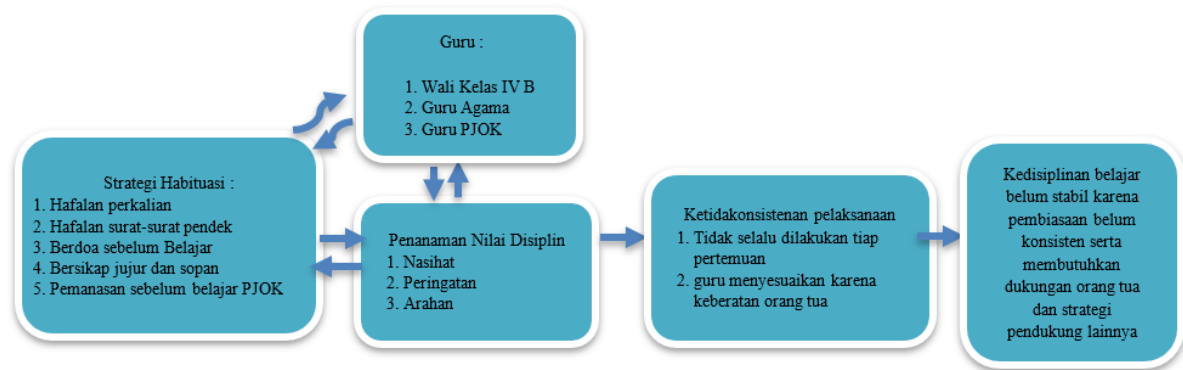 Guru :
1. Wali Kelas IV B
2. Guru Agama
3. Guru PJOK
Strategi Habituasi :
1. Hafalan perkalian
2. Hafalan surat-surat pendek
3. Berdoa sebelum Belajar
4. Bersikap jujur dan sopan
5. Pemanasan sebelum belajar PJOK
Penanaman Nilai Disiplin
1. Nasihat
2. Peringatan
3. Arahan
Ketidakonsistenan pelaksanaan
1. Tidak selalu dilakukan tiap
pertemuan
2. guru menyesuaikan karena
keberatan orang tua
Kedisiplinan belajar
belum stabil karena
pembiasaan belum
konsisten serta
membutuhkan
dukungan orang tua
dan strategi
pendukung lainnya